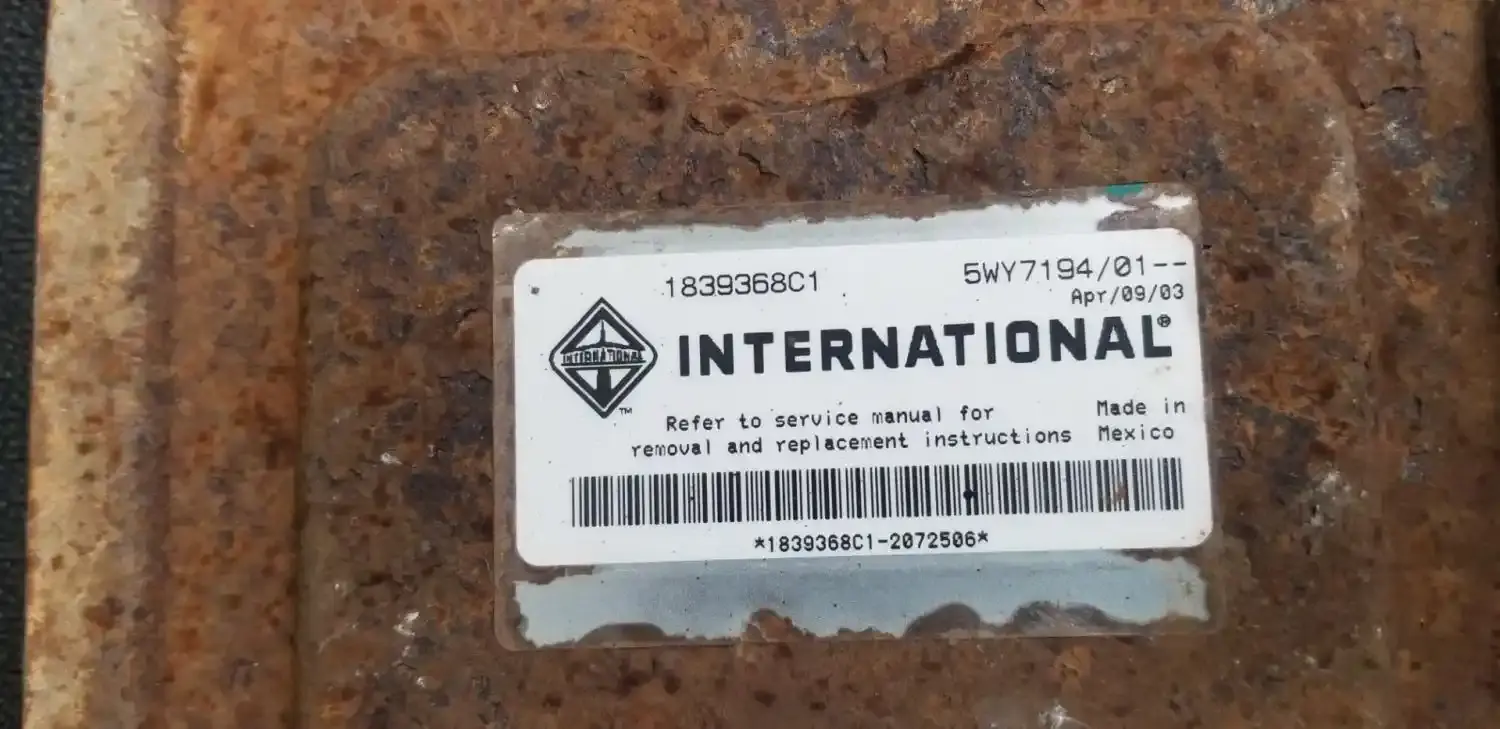 1839368C1
5WY7194/01--
Apr/09/03
INTERNATIONAL
INTERNATIONAL®
TM
Refer to service manual for
removal and replacement instructions
Made in
Mexico
*1839368C1-2072506*